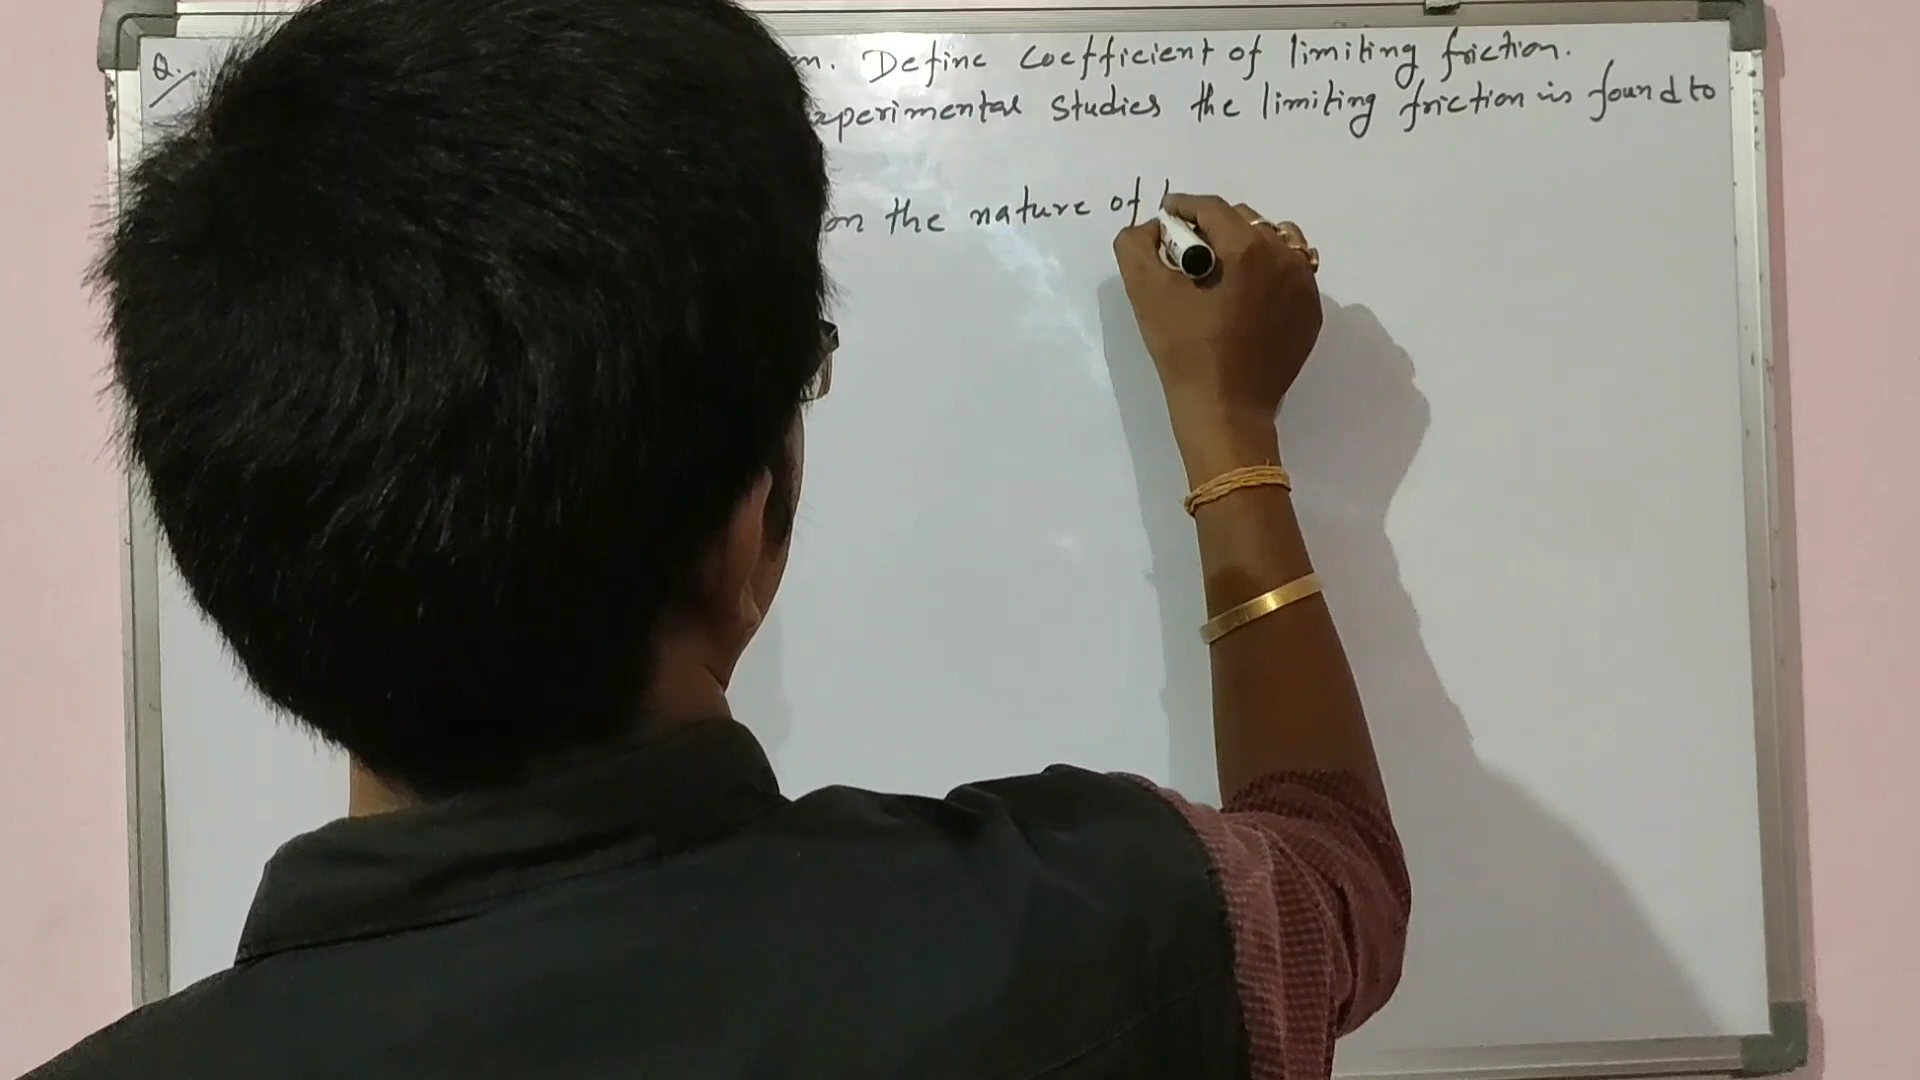 Q. Define Coefficient of limiting friction.
experimental studies the limiting friction is found to
on the nature of